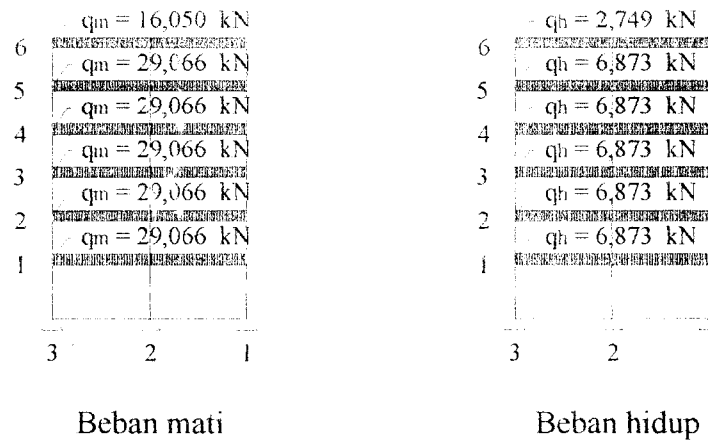 qm = 16,050 kN
6
qm = 29,066 kN
5
qm = 29,066 kN
4
qm = 29,066 kN
3
qm = 29,066 kN
2
qm = 29,066 kN
1
3 2 1
Beban mati
qh = 2,749 kN
6
qh = 6,873 kN
5
qh = 6,873 kN
4
qh = 6,873 kN
3
qh = 6,873 kN
2
qh = 6,873 kN
1
3 2
Beban hidup